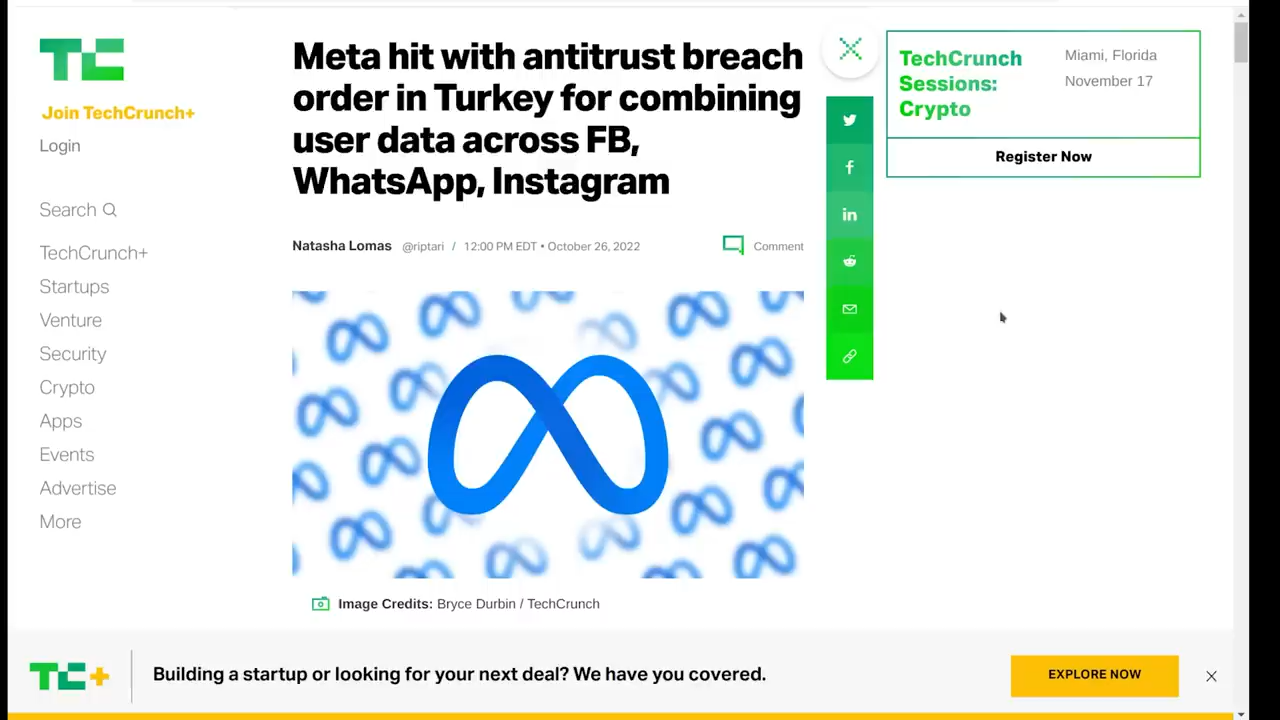 TC
Join TechCrunch+
Login
Search
TechCrunch+
Startups
Venture
Security
Crypto
Apps
Events
Advertise
More
Meta hit with antitrust breach
order in Turkey for combining
user data across FB,
WhatsApp, Instagram
Natasha Lomas @riptari / 12:00 PM EDT • October 26, 2022
Comment
Image Credits: Bryce Durbin / TechCrunch
TechCrunch
Sessions:
Crypto
Miami, Florida
November 17
Register Now
TC+
Building a startup or looking for your next deal? We have you covered.
EXPLORE NOW